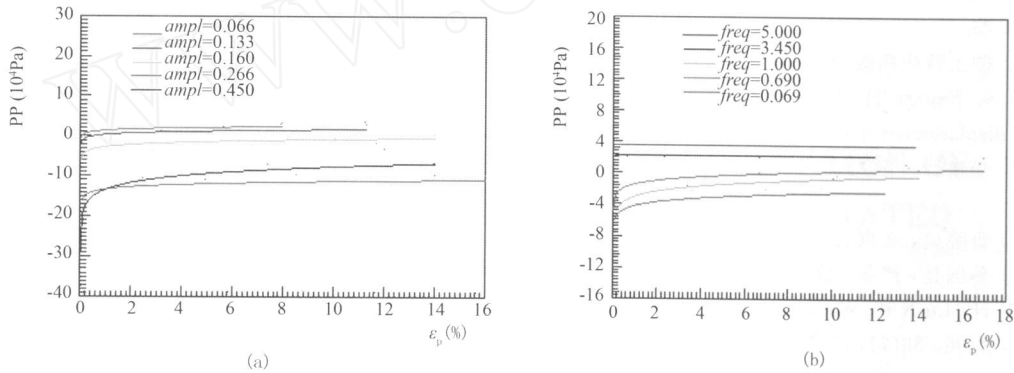 30
20
10
0
-10
-20
-30
-40
PP (10⁴Pa)
ampl=0.066
ampl=0.133
ampl=0.160
ampl=0.266
ampl=0.450
0 2 4 6 8 10 12 14 16
εp(%)
(a)
20
16
12
8
4
0
-4
-8
-12
-16
PP (10⁴Pa)
freq=5.000
freq=3.450
freq=1.000
freq=0.690
freq=0.069
0 2 4 6 8 10 12 14 16 18
εp(%)
(b)